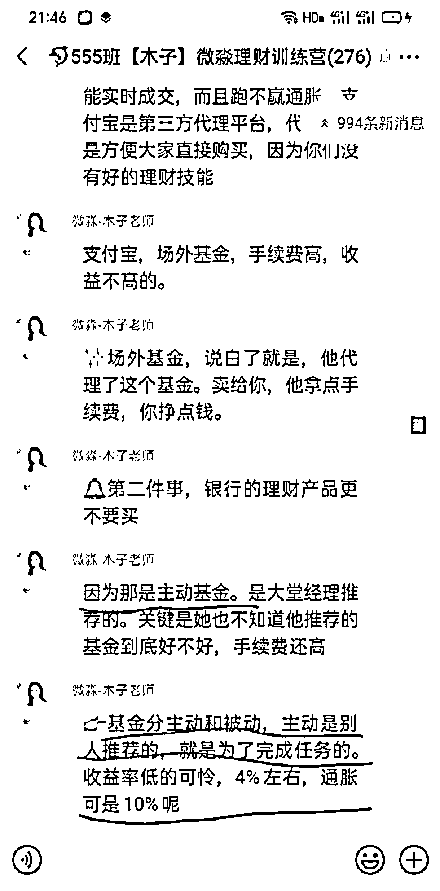 21:46 HD
555班【木子】微淼理财训练营(276)
能实时成交，而且跑不赢通胀 支
付宝是第三方代理平台，代
994条新消息
是方便大家直接购买，因为你们没
有好的理财技能
微淼-木子老师
支付宝，场外基金，手续费高，收
益不高的。
微淼-木子老师
场外基金，说白了就是，他代
理了这个基金。卖给你，他拿点手
续费，你挣点钱。
微淼-木子老师
第二件事，银行的理财产品更
不要买
微淼-木子老师
因为那是主动基金。是大堂经理推
荐的。关键是她也不知道他推荐的
基金到底好不好，手续费还高
微淼-木子老师
基金分主动和被动，主动是别
人推荐的，就是为了完成任务的。
收益率低的可怜，4%左右，通胀
可是10%呢